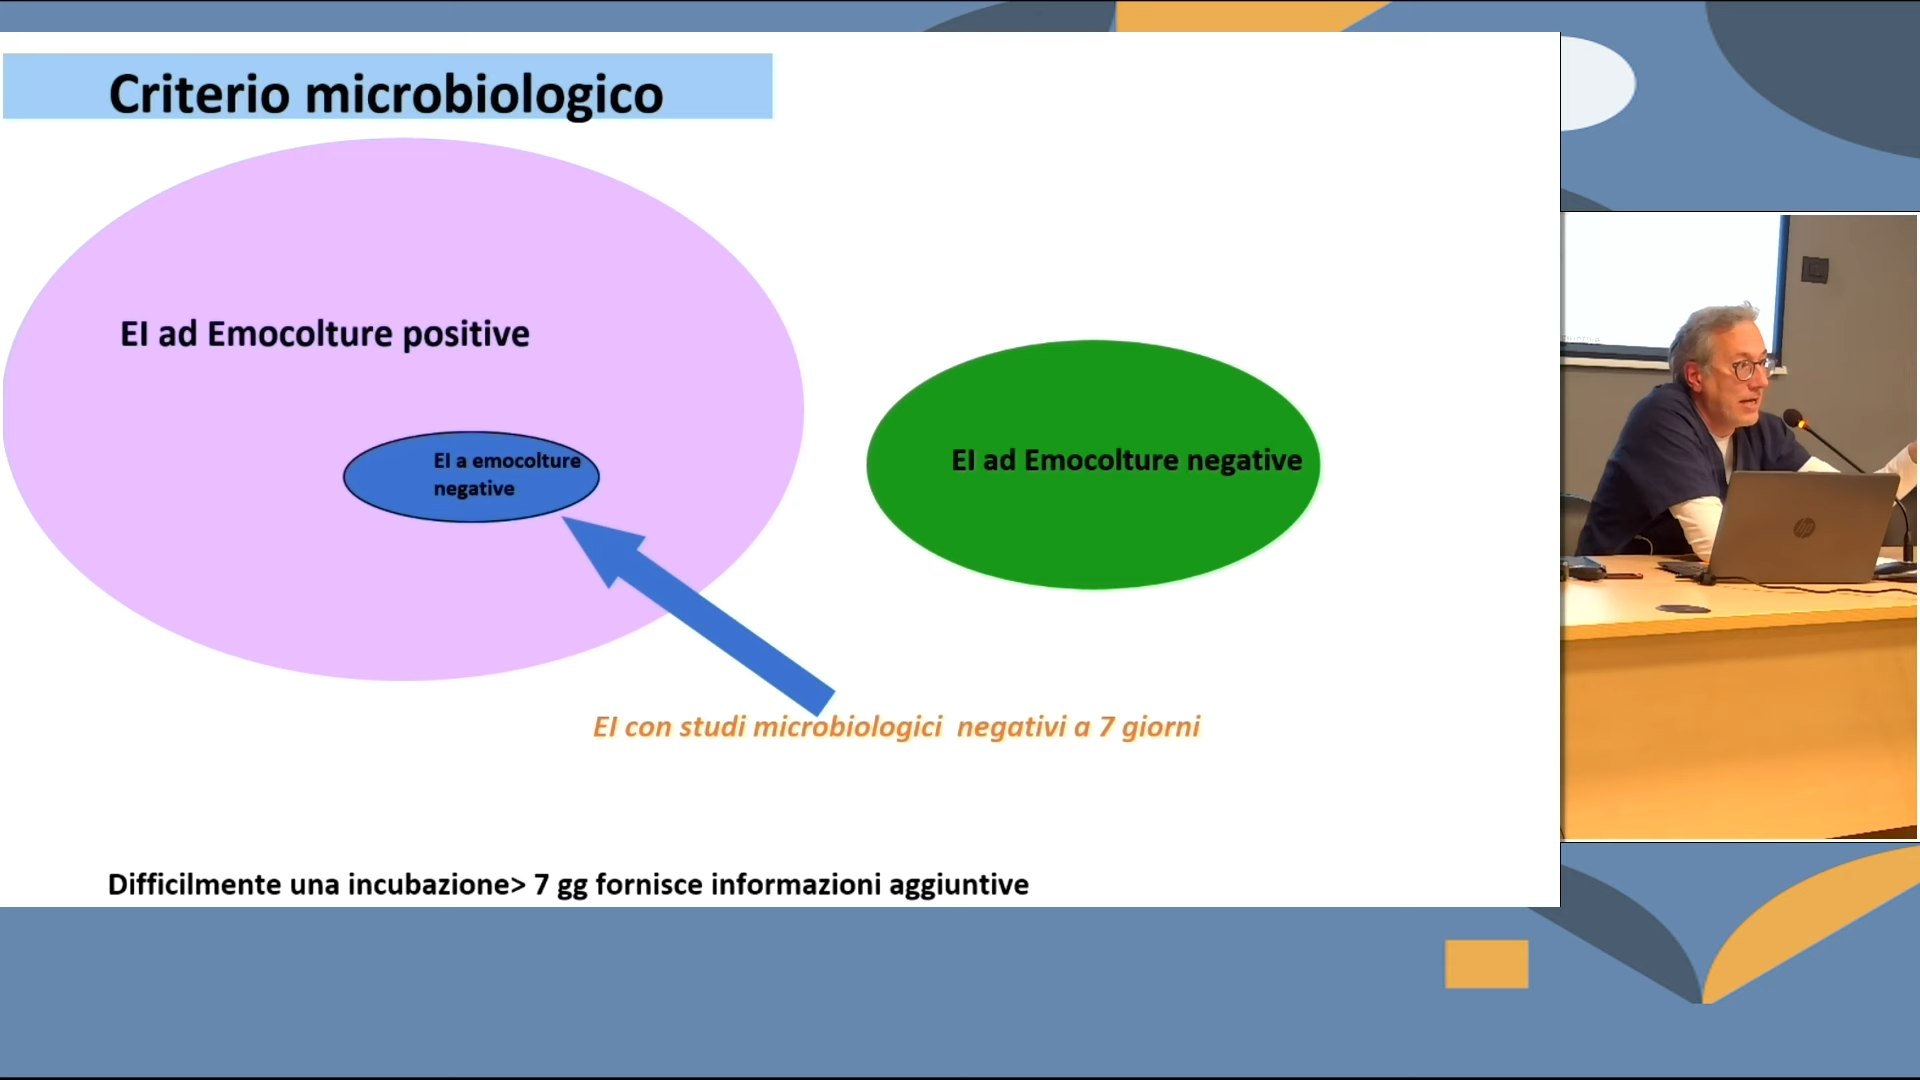 Criterio microbiologico
EI ad Emocolture positive
EI a emocolture
negative
EI ad Emocolture negative
EI con studi microbiologici  negativi a 7 giorni
Difficilmente una incubazione> 7 gg fornisce informazioni aggiuntive
hp